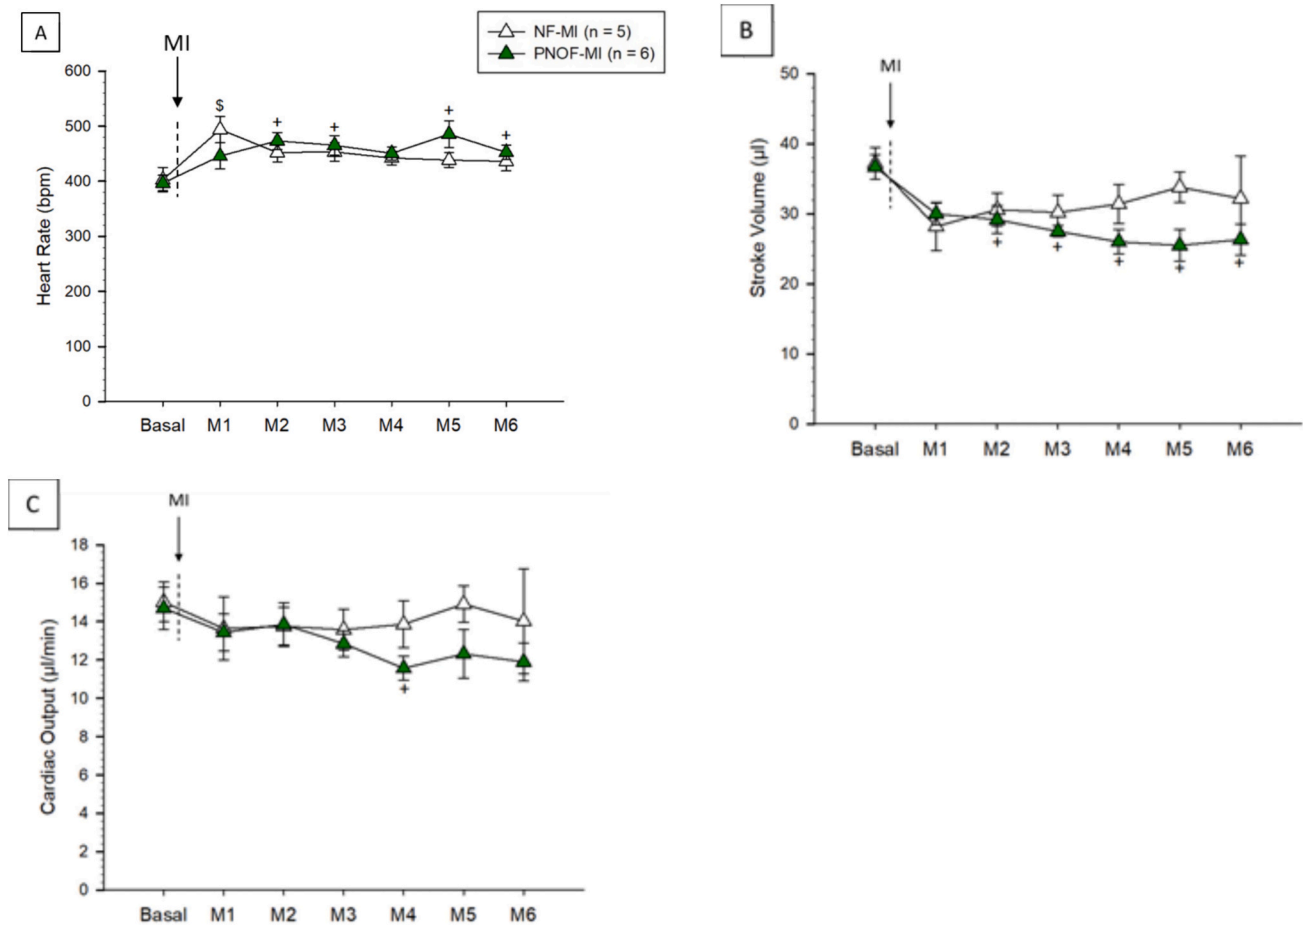 A
MI
NF-MI (n = 5)
PNOF-MI (n = 6)
600
500
400
300
200
100
0
Heart Rate (bpm)
$
+
+
+
+
Basal M1 M2 M3 M4 M5 M6
B
MI
50
40
30
20
10
0
Stroke Volume (µl)
+
+
+
+
+
Basal M1 M2 M3 M4 M5 M6
C
MI
18
16
14
12
10
8
6
4
2
0
Cardiac Output (µl/min)
+
Basal M1 M2 M3 M4 M5 M6